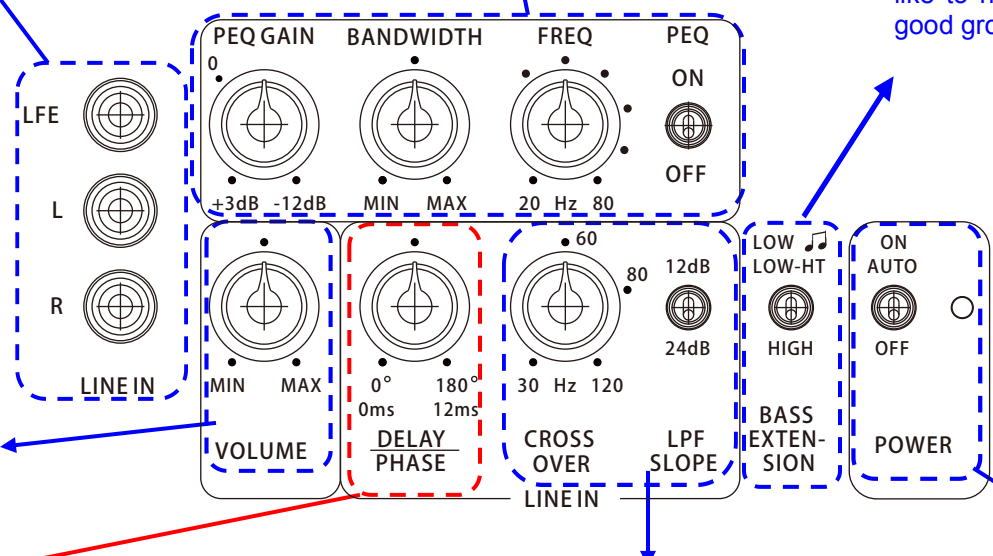 like to h
good gro
PEQ GAIN BANDWIDTH FREQ PEQ
0
ON
OFF
+3dB -12dB MIN MAX 20 Hz 80
LFE
L
R
LINE IN
60
80
12dB
24dB
LOW
LOW-HT
HIGH
ON
AUTO
OFF
MIN MAX
0° 180°
0ms 12ms
30 Hz 120
VOLUME
DELAY
PHASE
CROSS
OVER
LPF
SLOPE
BASS
EXTEN-
SION
POWER
LINE IN